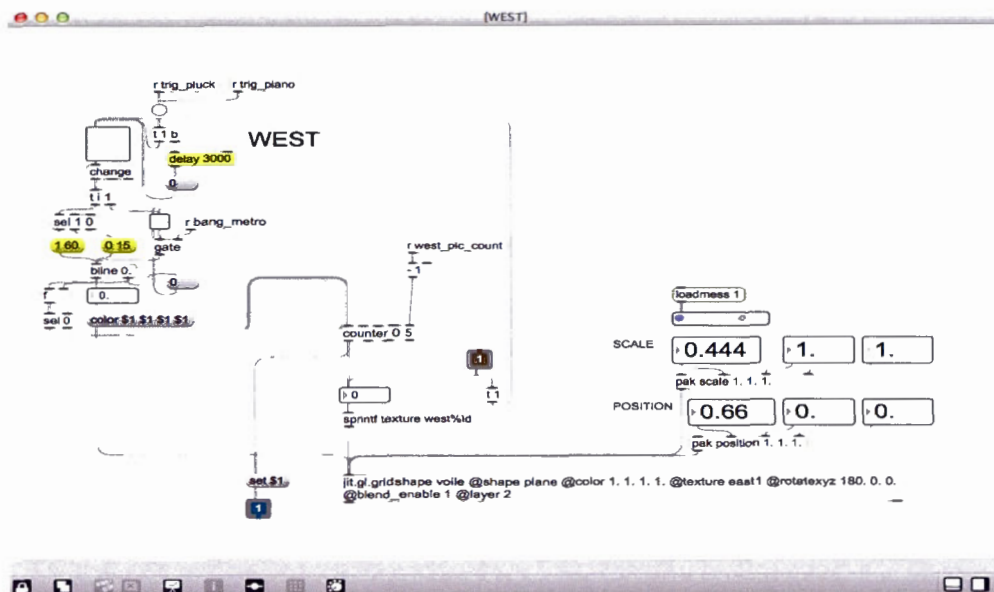 [WEST]
r trig_pluck r trig_piano
t 1 b
WEST
delay 3000
change
0
t i 1
sel 1 0
r bang_metro
1 60 0 15
gate
r west_pic_count
bline 0.
- 1
0
loadmess 1
f
0.
sel 0
color $1 $1 $1 $1
counter 0 5
SCALE
0.444 1. 1.
1
pak scale 1. 1. 1.
0
t 1
POSITION
0.66 0. 0.
sprintf texture west%ld
pak position 1. 1. 1.
set $1
jit.gl.gridshape voile @shape plane @color 1. 1. 1. 1. @texture east1 @rotatexyz 180. 0. 0.
@blend_enable 1 @layer 2
1